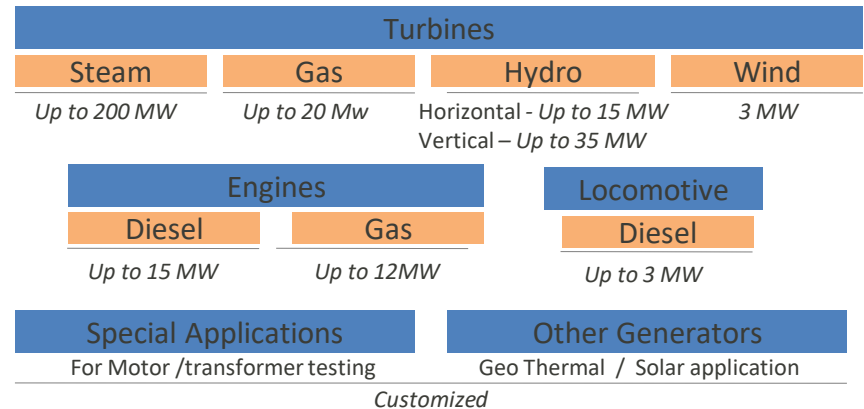 Turbines
Steam Gas Hydro Wind
Up to 200 MW Up to 20 Mw Horizontal - Up to 15 MW 3 MW
Vertical – Up to 35 MW
Engines Locomotive
Diesel Gas Diesel
Up to 15 MW Up to 12MW Up to 3 MW
Special Applications Other Generators
For Motor /transformer testing Geo Thermal / Solar application
Customized